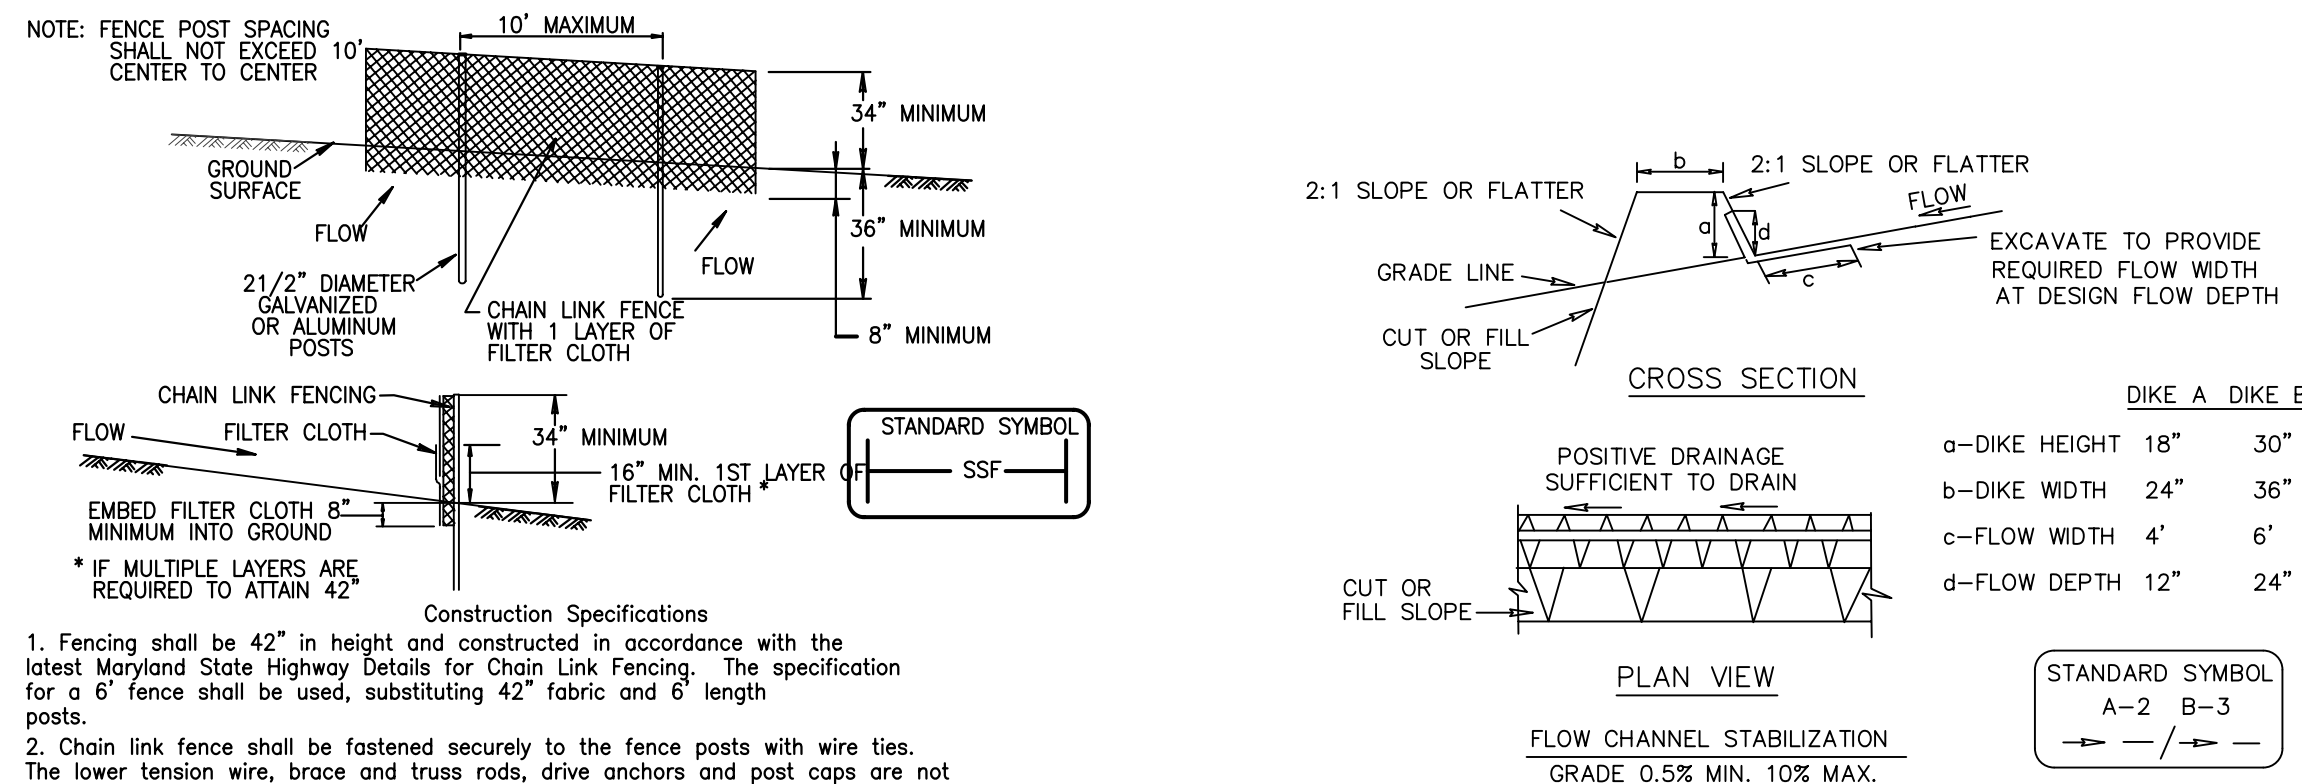 NOTE: FENCE POST SPACING
SHALL NOT EXCEED 10'
CENTER TO CENTER
10' MAXIMUM
34" MINIMUM
GROUND
SURFACE
FLOW
36" MINIMUM
FLOW
21/2" DIAMETER
GALVANIZED
OR ALUMINUM
POSTS
CHAIN LINK FENCE
WITH 1 LAYER OF
FILTER CLOTH
8" MINIMUM
CHAIN LINK FENCING
FLOW
FILTER CLOTH
34" MINIMUM
16" MIN. 1ST LAYER OF
FILTER CLOTH *
EMBED FILTER CLOTH 8"
MINIMUM INTO GROUND
* IF MULTIPLE LAYERS ARE
REQUIRED TO ATTAIN 42"
STANDARD SYMBOL
SSF
Construction Specifications
1. Fencing shall be 42" in height and constructed in accordance with the
latest Maryland State Highway Details for Chain Link Fencing. The specification
for a 6' fence shall be used, substituting 42" fabric and 6' length
posts.
2. Chain link fence shall be fastened securely to the fence posts with wire ties.
The lower tension wire, brace and truss rods, drive anchors and post caps are not
b
2:1 SLOPE OR FLATTER
2:1 SLOPE OR FLATTER
FLOW
a
d
c
EXCAVATE TO PROVIDE
REQUIRED FLOW WIDTH
AT DESIGN FLOW DEPTH
GRADE LINE
CUT OR FILL
SLOPE
CROSS SECTION
DIKE A DIKE B
a-DIKE HEIGHT 18" 30"
b-DIKE WIDTH 24" 36"
c-FLOW WIDTH 4' 6'
d-FLOW DEPTH 12" 24"
POSITIVE DRAINAGE
SUFFICIENT TO DRAIN
CUT OR
FILL SLOPE
PLAN VIEW
STANDARD SYMBOL
A-2 B-3
FLOW CHANNEL STABILIZATION
GRADE 0.5% MIN. 10% MAX.